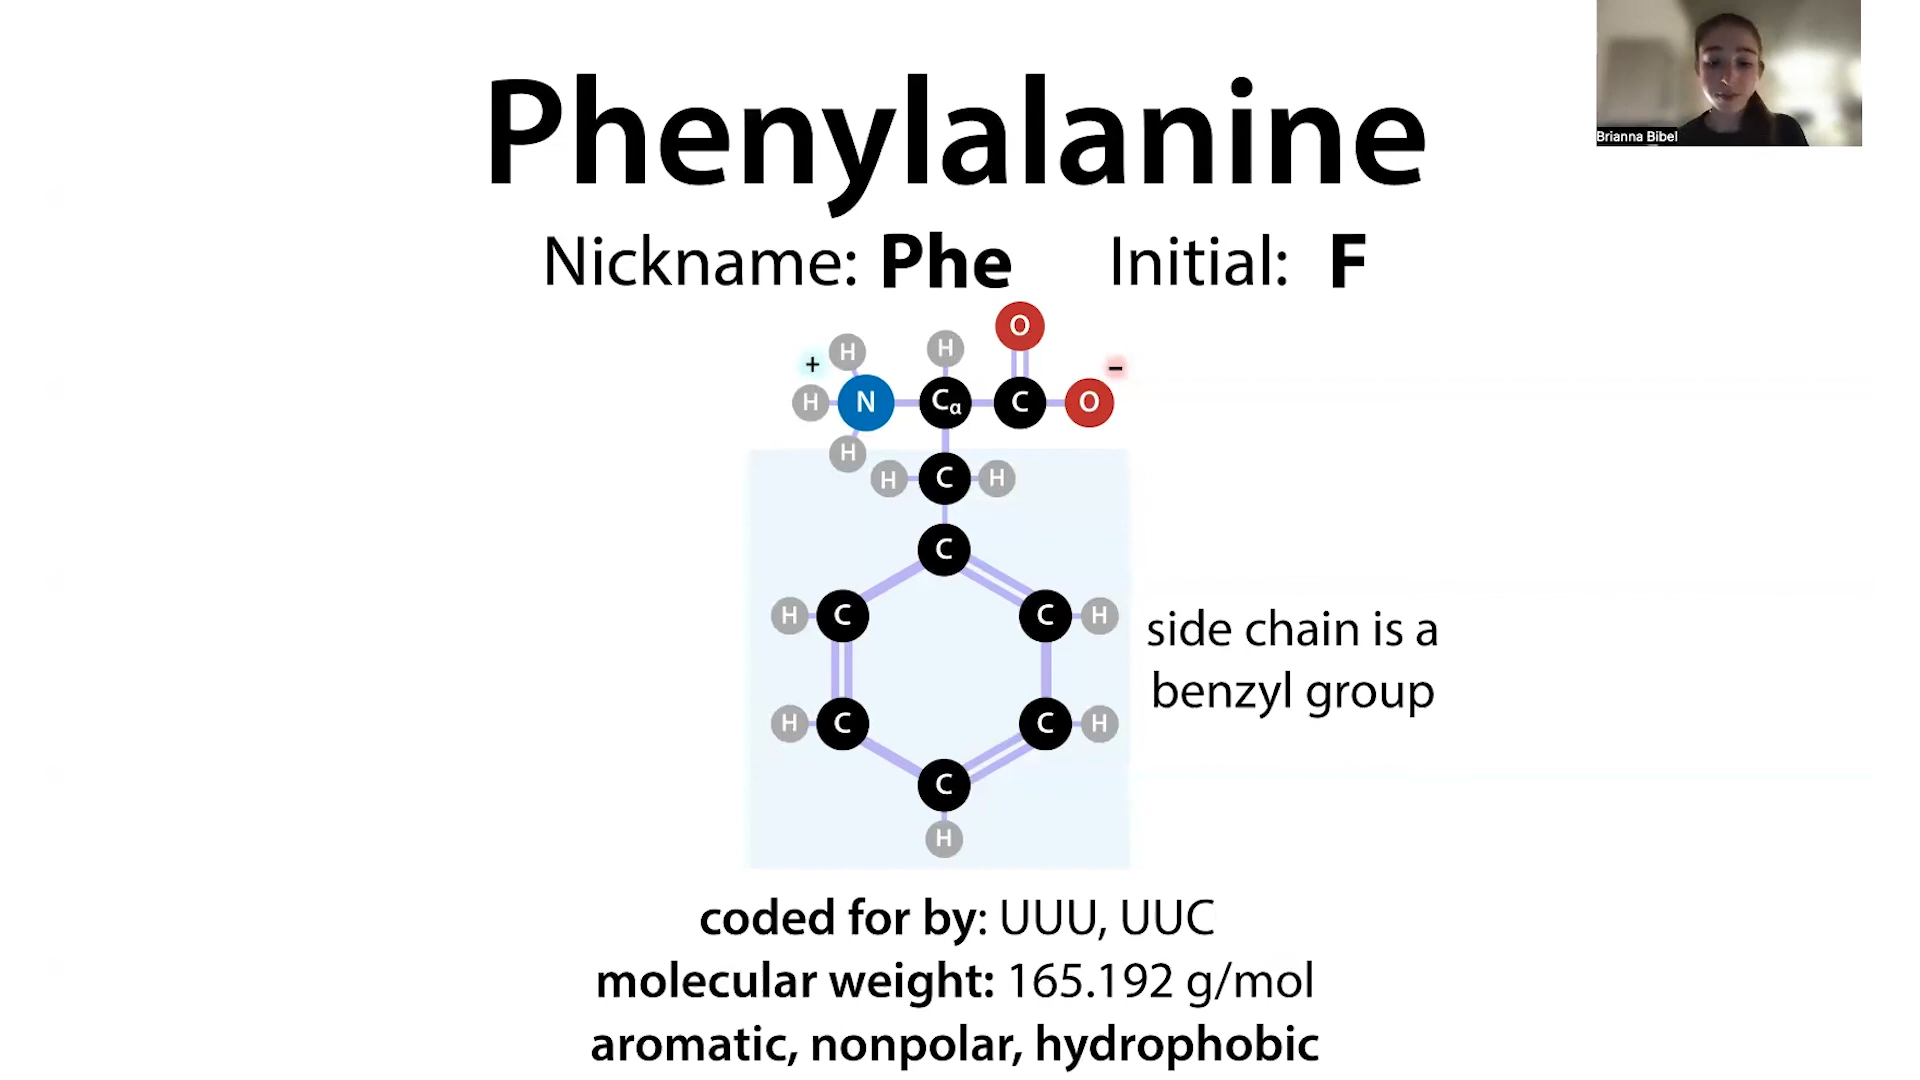 Phenylalanine
Brianna Bibel
Nickname: Phe Initial: F
O
H H
+ −
H N Cα C O
H
H C H
C
H C C H
side chain is a
benzyl group
H C C H
C
H
coded for by: UUU, UUC
molecular weight: 165.192 g/mol
aromatic, nonpolar, hydrophobic